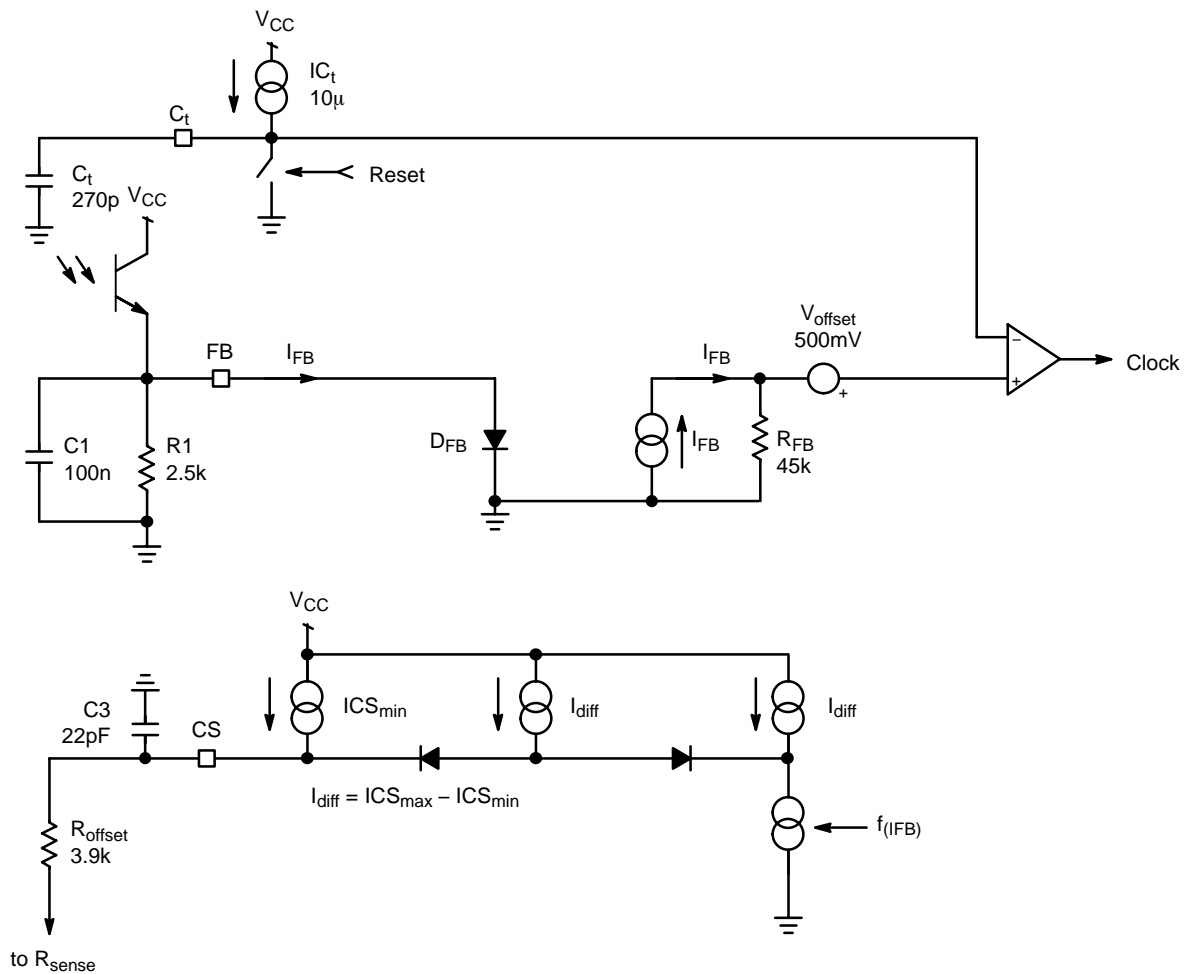 VCC
ICt
10μ
Ct
Reset
Ct
270p
VCC
Voffset
500mV
FB
IFB
IFB
−
+
Clock
+
C1
100n
R1
2.5k
DFB
IFB
RFB
45k
VCC
C3
22pF
CS
ICSmin
Idiff
Idiff
Idiff = ICSmax – ICSmin
Roffset
3.9k
f(IFB)
to Rsense